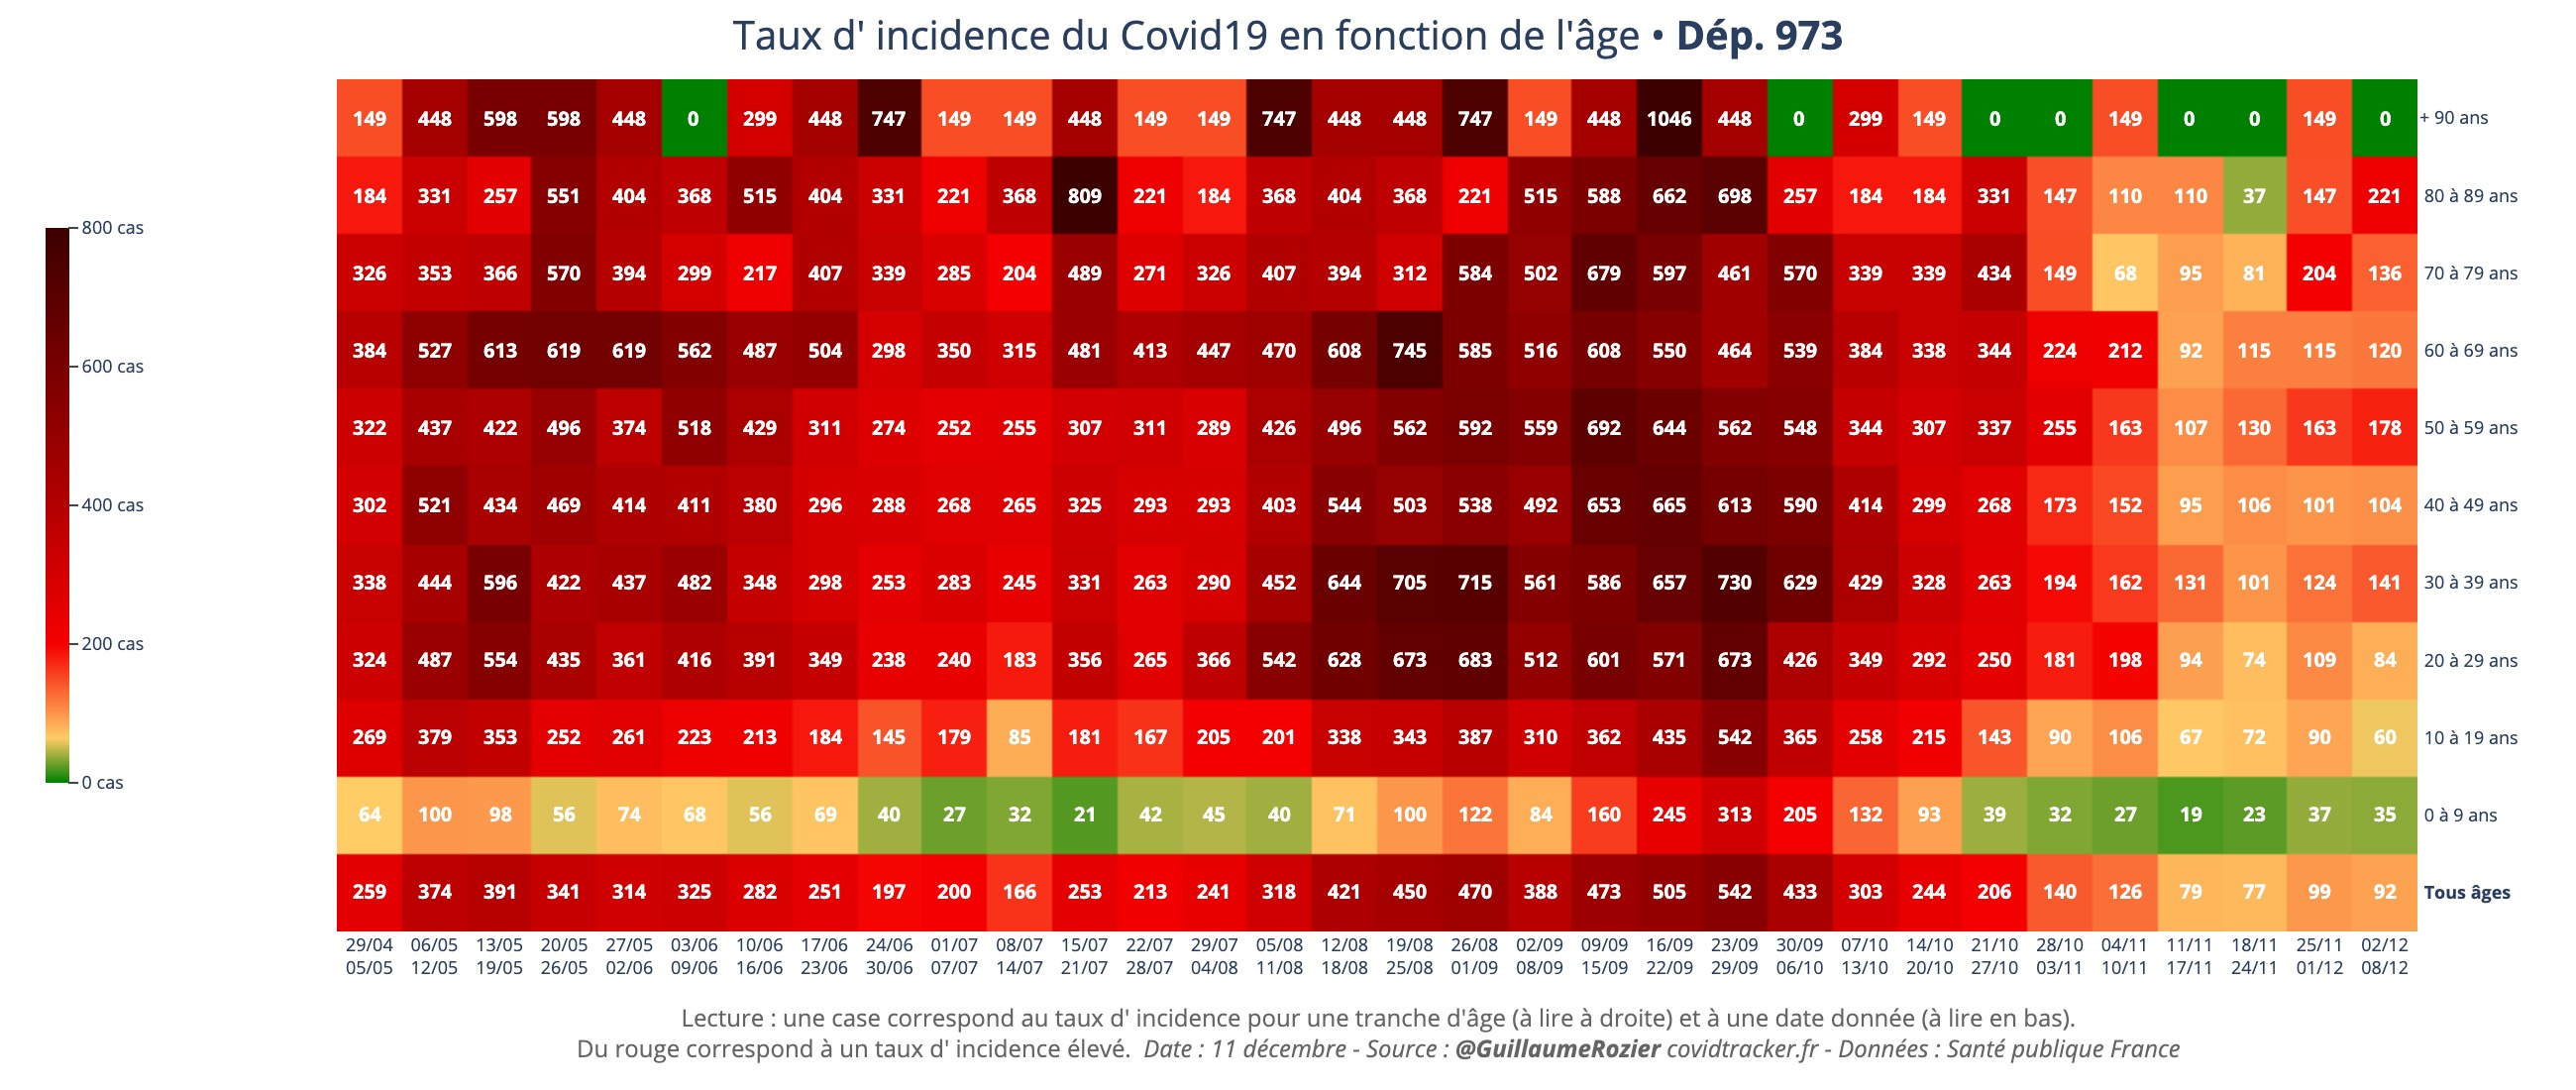 Taux d' incidence du Covid19 en fonction de l'âge • Dép. 973
800 cas
600 cas
400 cas
200 cas
0 cas
149 448 598 598 448 0 299 448 747 149 149 448 149 149 747 448 448 747 149 448 1046 448 0 299 149 0 0 149 0 0 149 0 + 90 ans
184 331 257 551 404 368 515 404 331 221 368 809 221 184 368 404 368 221 515 588 662 698 257 184 184 331 147 110 110 37 147 221 80 à 89 ans
326 353 366 570 394 299 217 407 339 285 204 489 271 326 407 394 312 584 502 679 597 461 570 339 339 434 149 68 95 81 204 136 70 à 79 ans
384 527 613 619 619 562 487 504 298 350 315 481 413 447 470 608 745 585 516 608 550 464 539 384 338 344 224 212 92 115 115 120 60 à 69 ans
322 437 422 496 374 518 429 311 274 252 255 307 311 289 426 496 562 592 559 692 644 562 548 344 307 337 255 163 107 130 163 178 50 à 59 ans
302 521 434 469 414 411 380 296 288 268 265 325 293 293 403 544 503 538 492 653 665 613 590 414 299 268 173 152 95 106 101 104 40 à 49 ans
338 444 596 422 437 482 348 298 253 283 245 331 263 290 452 644 705 715 561 586 657 730 629 429 328 263 194 162 131 101 124 141 30 à 39 ans
324 487 554 435 361 416 391 349 238 240 183 356 265 366 542 628 673 683 512 601 571 673 426 349 292 250 181 198 94 74 109 84 20 à 29 ans
269 379 353 252 261 223 213 184 145 179 85 181 167 205 201 338 343 387 310 362 435 542 365 258 215 143 90 106 67 72 90 60 10 à 19 ans
64 100 98 56 74 68 56 69 40 27 32 21 42 45 40 71 100 122 84 160 245 313 205 132 93 39 32 27 19 23 37 35 0 à 9 ans
259 374 391 341 314 325 282 251 197 200 166 253 213 241 318 421 450 470 388 473 505 542 433 303 244 206 140 126 79 77 99 92 Tous âges
29/04 06/05 13/05 20/05 27/05 03/06 10/06 17/06 24/06 01/07 08/07 15/07 22/07 29/07 05/08 12/08 19/08 26/08 02/09 09/09 16/09 23/09 30/09 07/10 14/10 21/10 28/10 04/11 11/11 18/11 25/11 02/12
05/05 12/05 19/05 26/05 02/06 09/06 16/06 23/06 30/06 07/07 14/07 21/07 28/07 04/08 11/08 18/08 25/08 01/09 08/09 15/09 22/09 29/09 06/10 13/10 20/10 27/10 03/11 10/11 17/11 24/11 01/12 08/12
Lecture : une case correspond au taux d' incidence pour une tranche d'âge (à lire à droite) et à une date donnée (à lire en bas).
Du rouge correspond à un taux d' incidence élevé. Date : 11 décembre - Source : @GuillaumeRozier covidtracker.fr - Données : Santé publique France